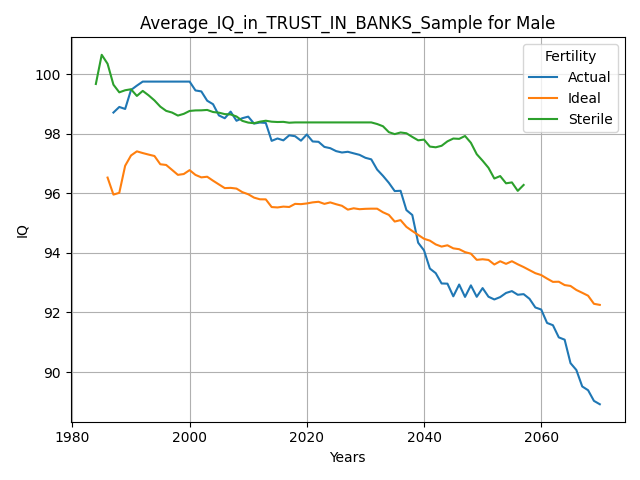 Average_IQ_in_TRUST_IN_BANKS_Sample for Male
Fertility
Actual
Ideal
Sterile
IQ
100
98
96
94
92
90
1980
2000
2020
2040
2060
Years